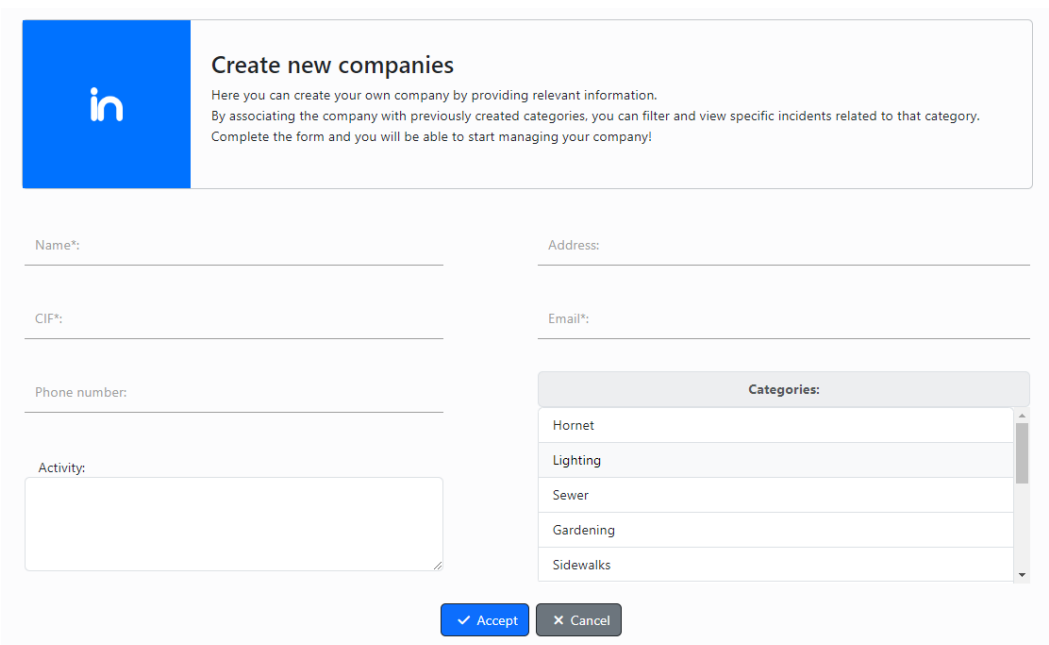 in
Create new companies
Here you can create your own company by providing relevant information.
By associating the company with previously created categories, you can filter and view specific incidents related to that category.
Complete the form and you will be able to start managing your company!
Name*:
Address:
CIF*:
Email*:
Phone number:
Categories:
Hornet
Lighting
Sewer
Gardening
Sidewalks
Activity:
Accept
Cancel